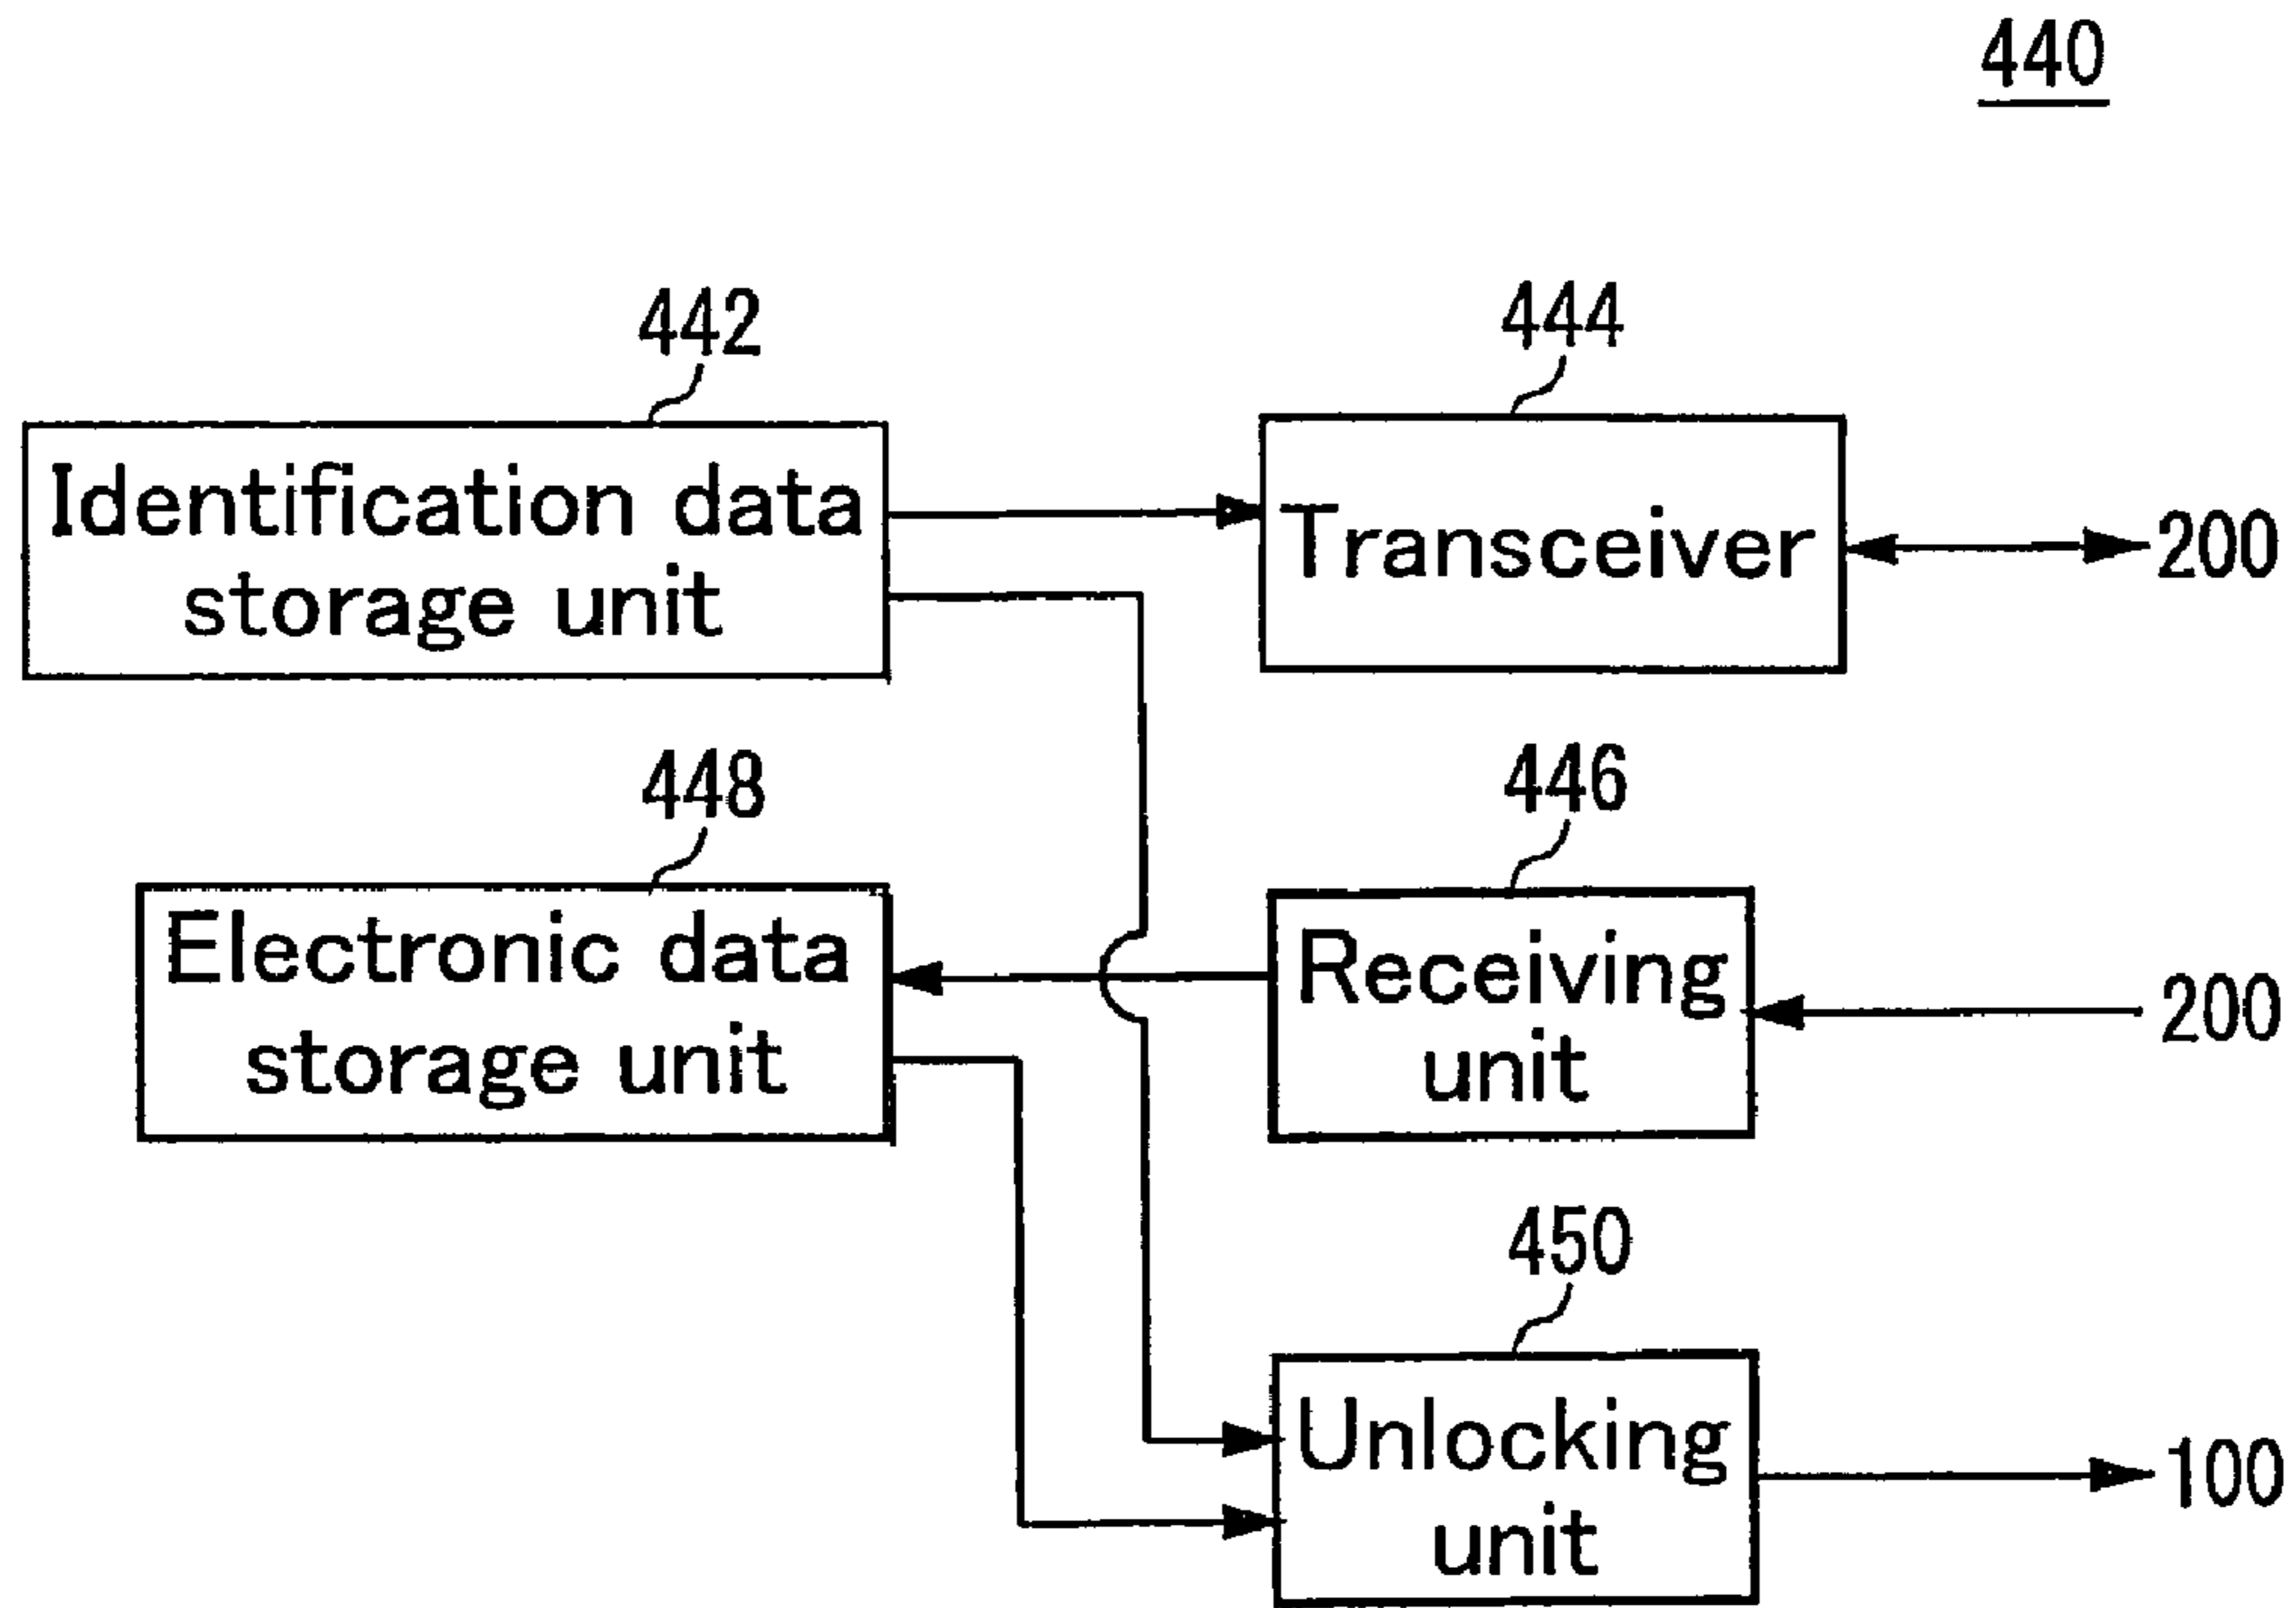 440
442
444
Identification data
storage unit
Transceiver
200
448
446
Electronic data
storage unit
Receiving
unit
200
450
Unlocking
unit
100